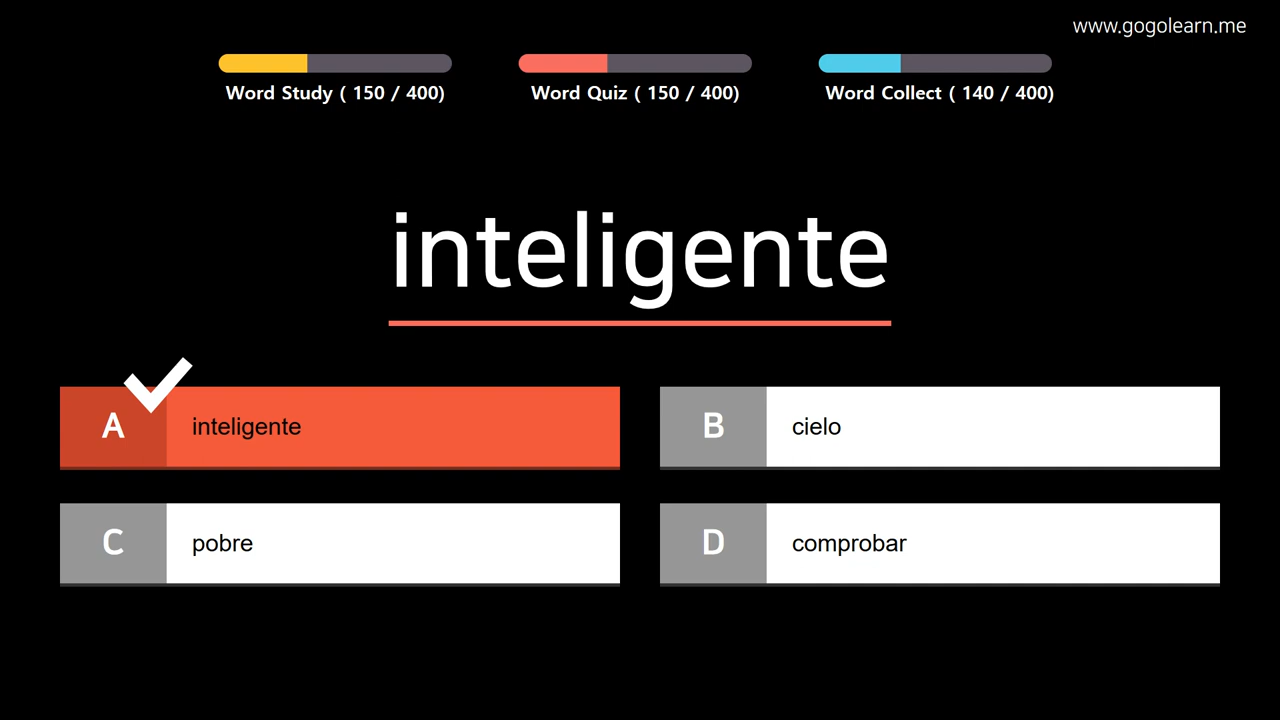 www.gogolearn.me
Word Study ( 150 / 400)
Word Quiz ( 150 / 400)
Word Collect ( 140 / 400)
inteligente
A inteligente
B cielo
C pobre
D comprobar